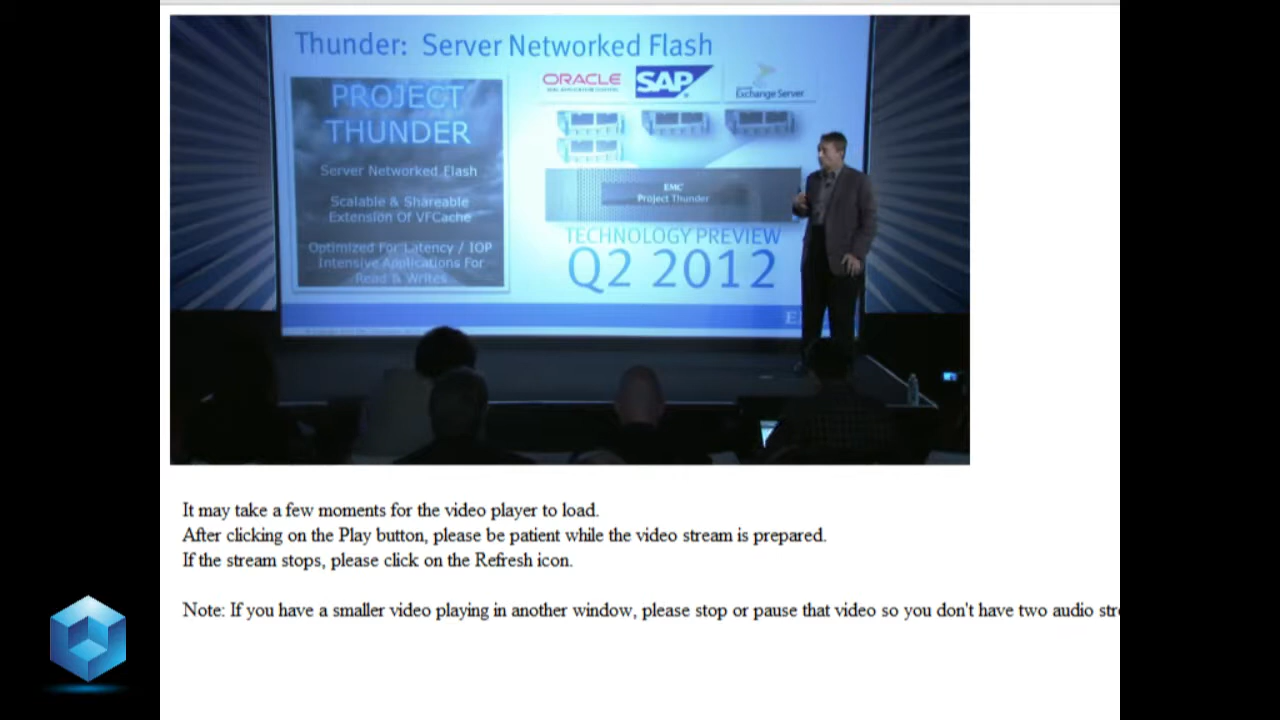 Thunder: Server Networked Flash
PROJECT
THUNDER
Server Networked Flash
Scalable & Shareable
Extension Of VFCache
Optimized For Latency / IOP
Intensive Applications For
Read & Writes
ORACLE
SAP
Exchange Server
EMC
Project Thunder
TECHNOLOGY PREVIEW
Q2 2012
It may take a few moments for the video player to load.
After clicking on the Play button, please be patient while the video stream is prepared.
If the stream stops, please click on the Refresh icon.
Note: If you have a smaller video playing in another window, please stop or pause that video so you don't have two audio str